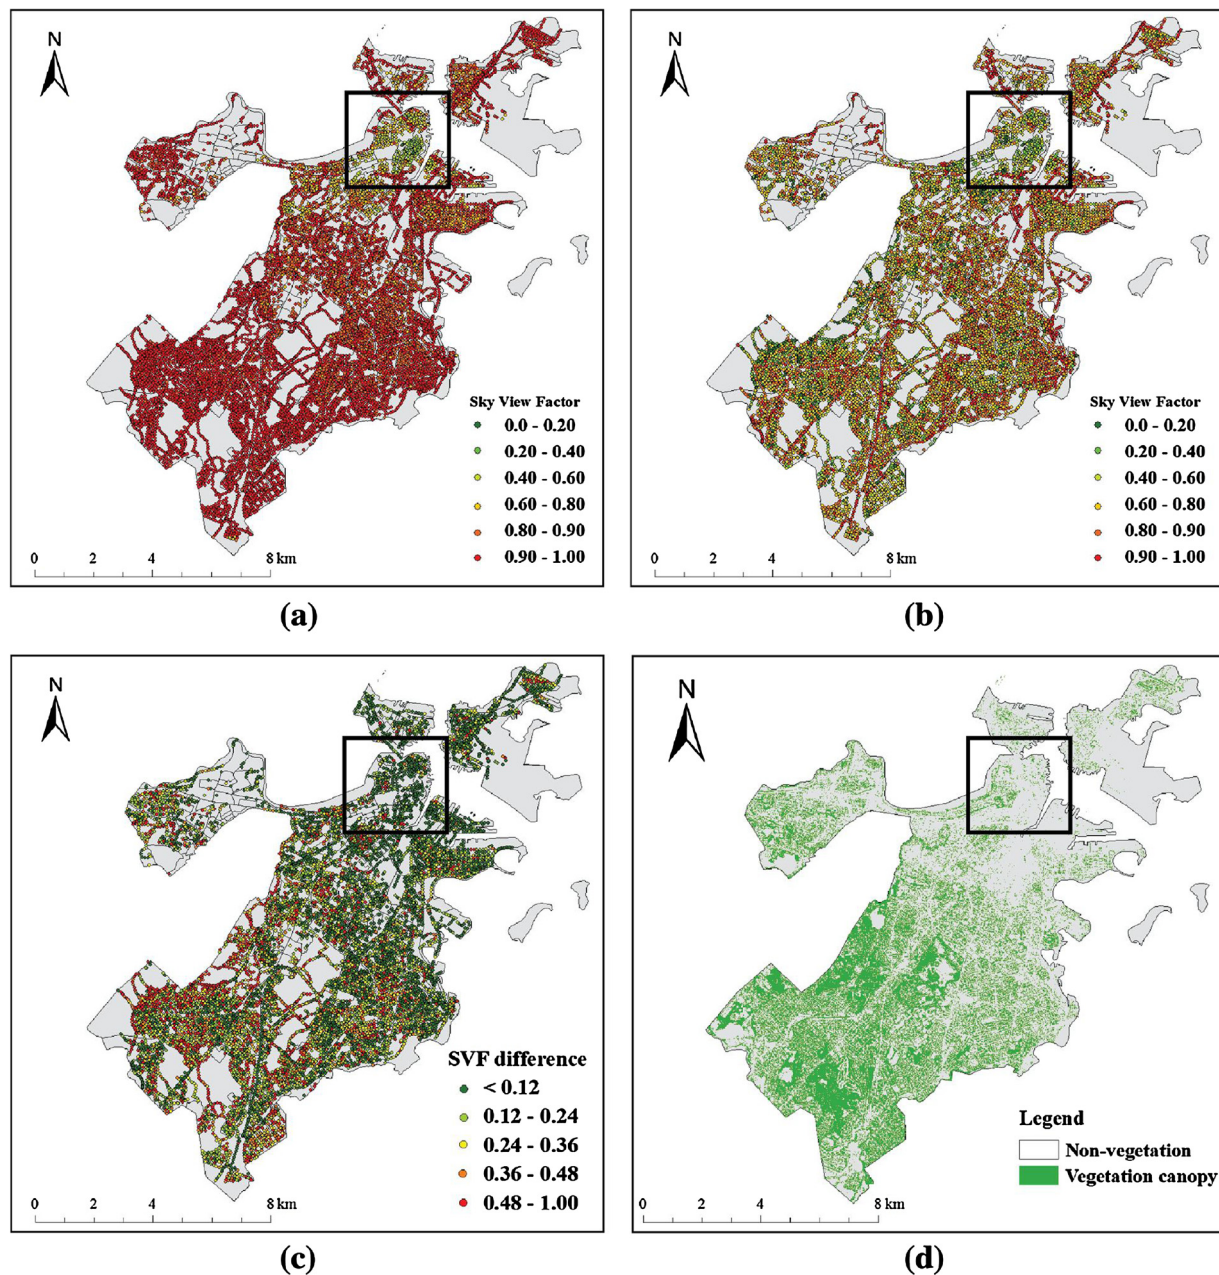 N
Sky View Factor
0.0 - 0.20
0.20 - 0.40
0.40 - 0.60
0.60 - 0.80
0.80 - 0.90
0.90 - 1.00
0 2 4 8 km
(a)
N
Sky View Factor
0.0 - 0.20
0.20 - 0.40
0.40 - 0.60
0.60 - 0.80
0.80 - 0.90
0.90 - 1.00
0 2 4 8 km
(b)
N
SVF difference
< 0.12
0.12 - 0.24
0.24 - 0.36
0.36 - 0.48
0.48 - 1.00
0 2 4 8 km
(c)
N
Legend
Non-vegetation
Vegetation canopy
0 2 4 8 km
(d)